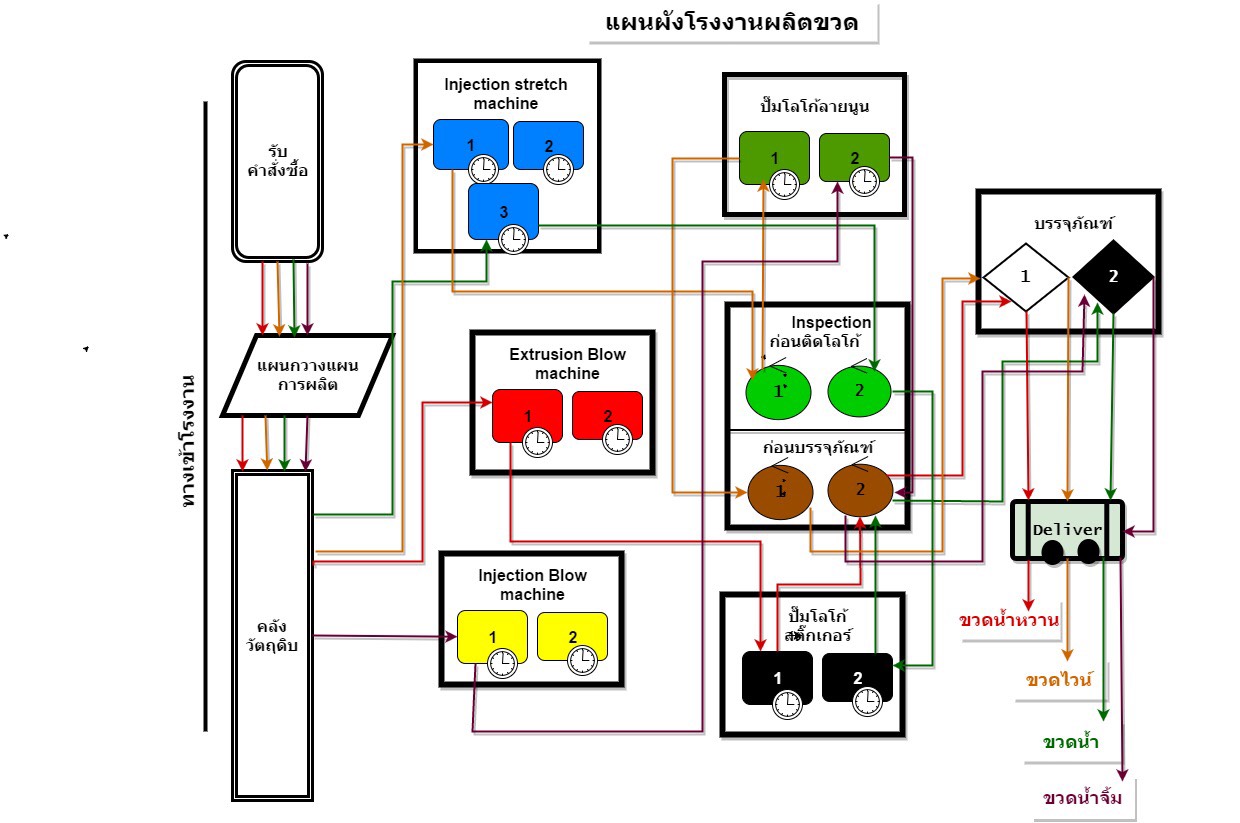 แผนผังโรงงานผลิตขวด
ทางเข้าโรงงาน
รับ
คำสั่งซื้อ
แผนกวางแผน
การผลิต
คลัง
วัตถุดิบ
Injection stretch
machine
1
2
3
Extrusion Blow
machine
1
2
Injection Blow
machine
1
2
ปั๊มโลโก้ลายนูน
1
2
Inspection
ก่อนติดโลโก้
1
2
ก่อนบรรจุภัณฑ์
1
2
ปั๊มโลโก้
สติ๊กเกอร์
1
2
บรรจุภัณฑ์
1
2
Deliver
ขวดน้ำหวาน
ขวดไวน์
ขวดน้ำ
ขวดน้ำจิ้ม